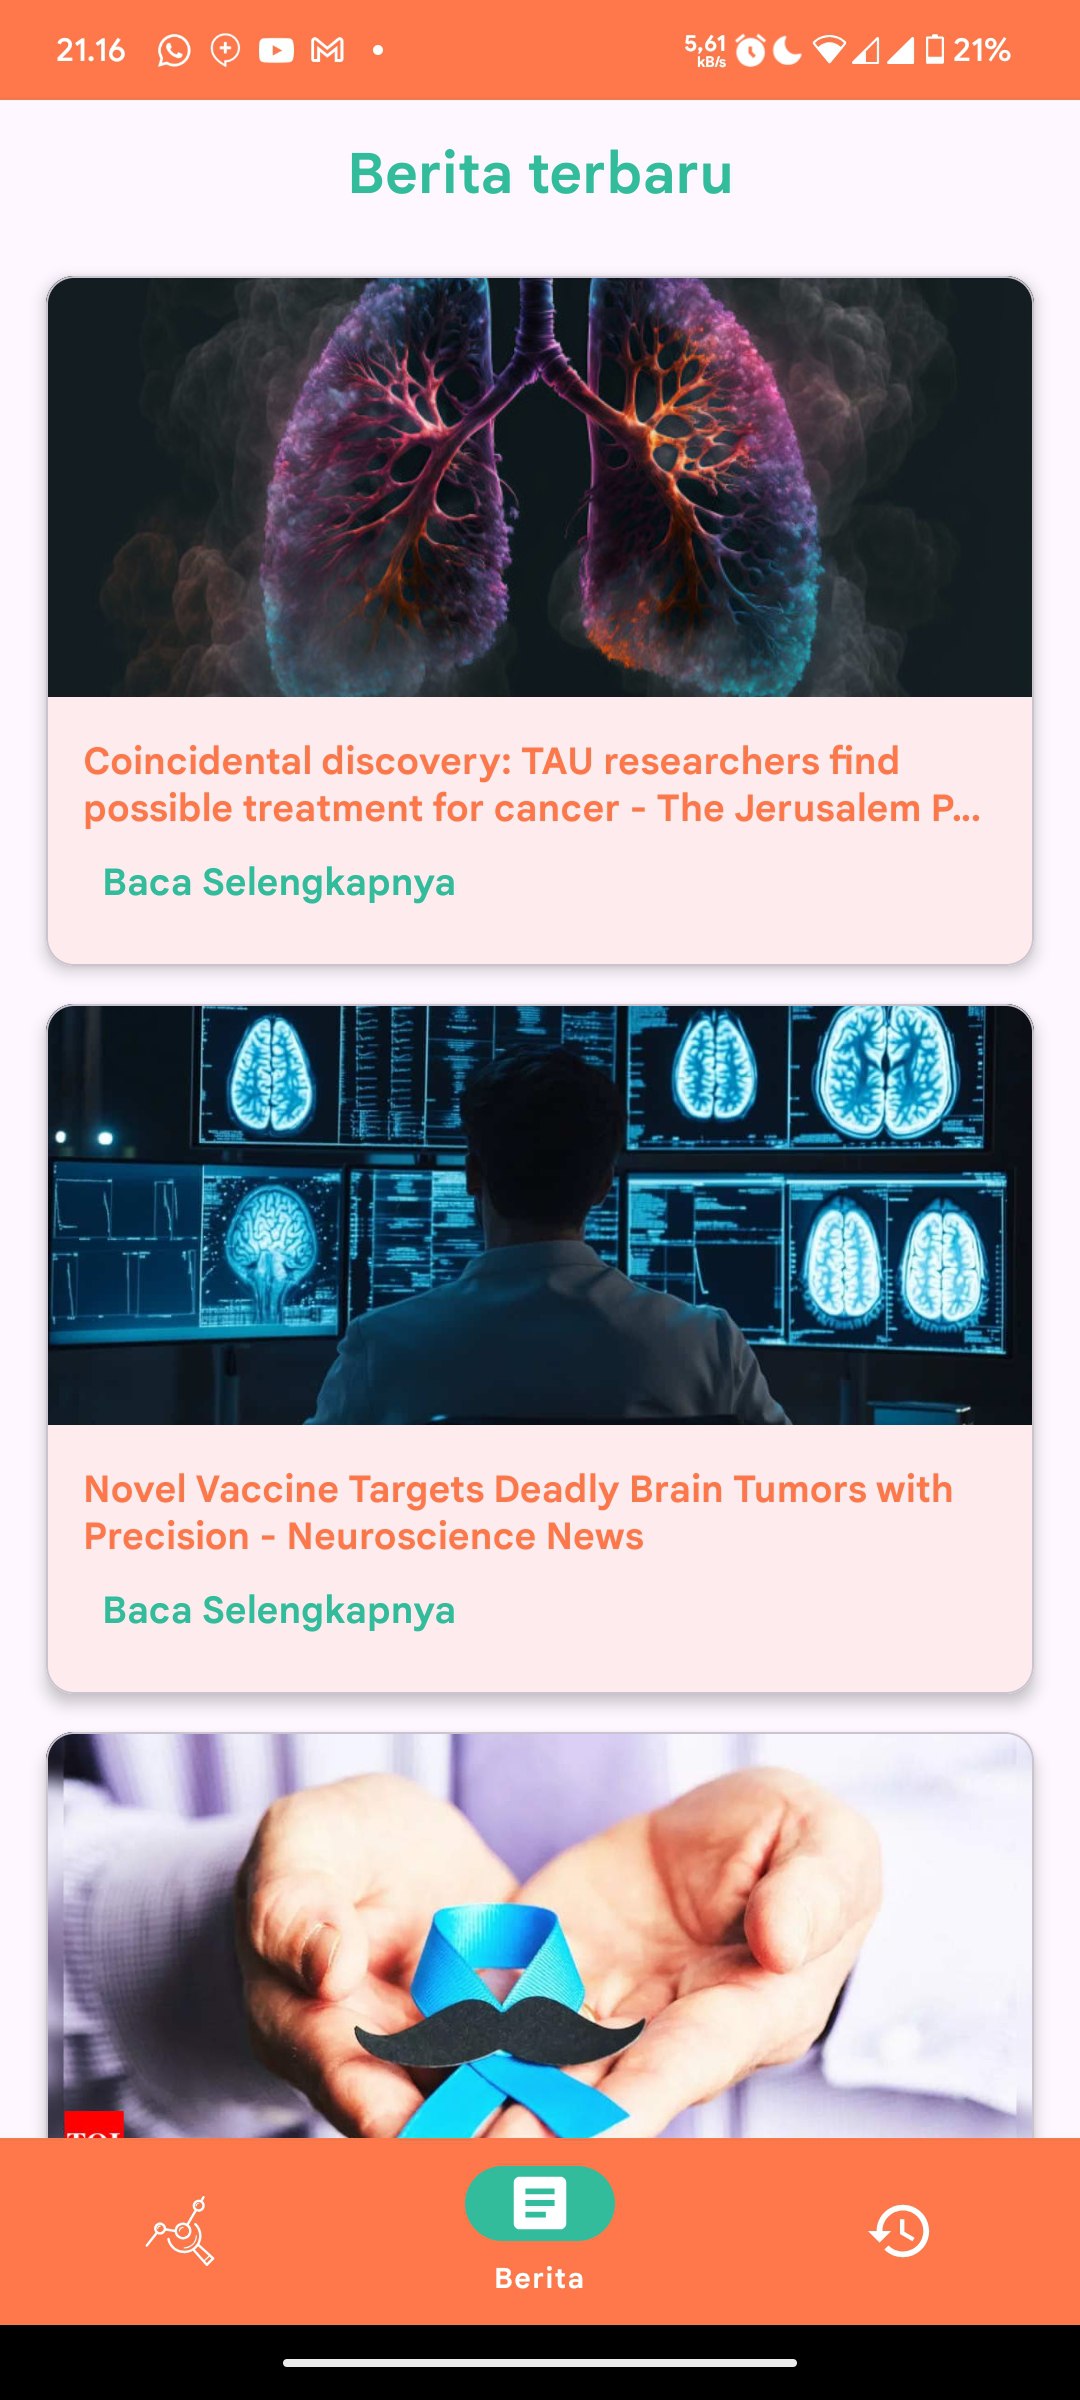 21.16
5,61
kB/s
21%
Berita terbaru
Coincidental discovery: TAU researchers find
possible treatment for cancer - The Jerusalem P...
Baca Selengkapnya
Novel Vaccine Targets Deadly Brain Tumors with
Precision - Neuroscience News
Baca Selengkapnya
Berita